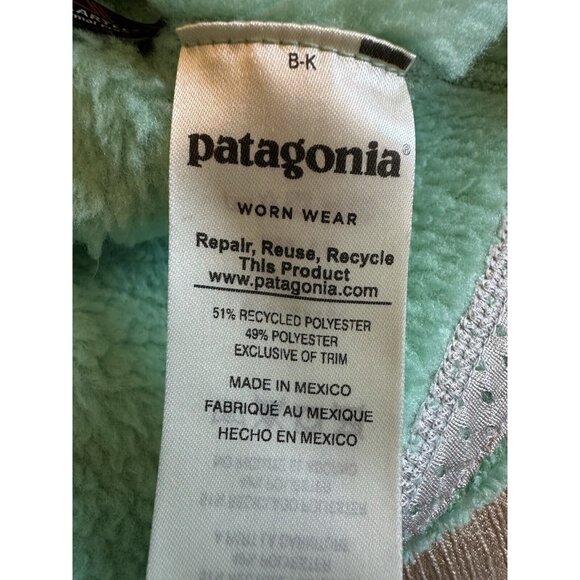 B-K
patagonia®
WORN WEAR
Repair, Reuse, Recycle
This Product
www.patagonia.com
51% RECYCLED POLYESTER
49% POLYESTER
EXCLUSIVE OF TRIM
MADE IN MEXICO
FABRIQUÉ AU MEXIQUE
HECHO EN MEXICO